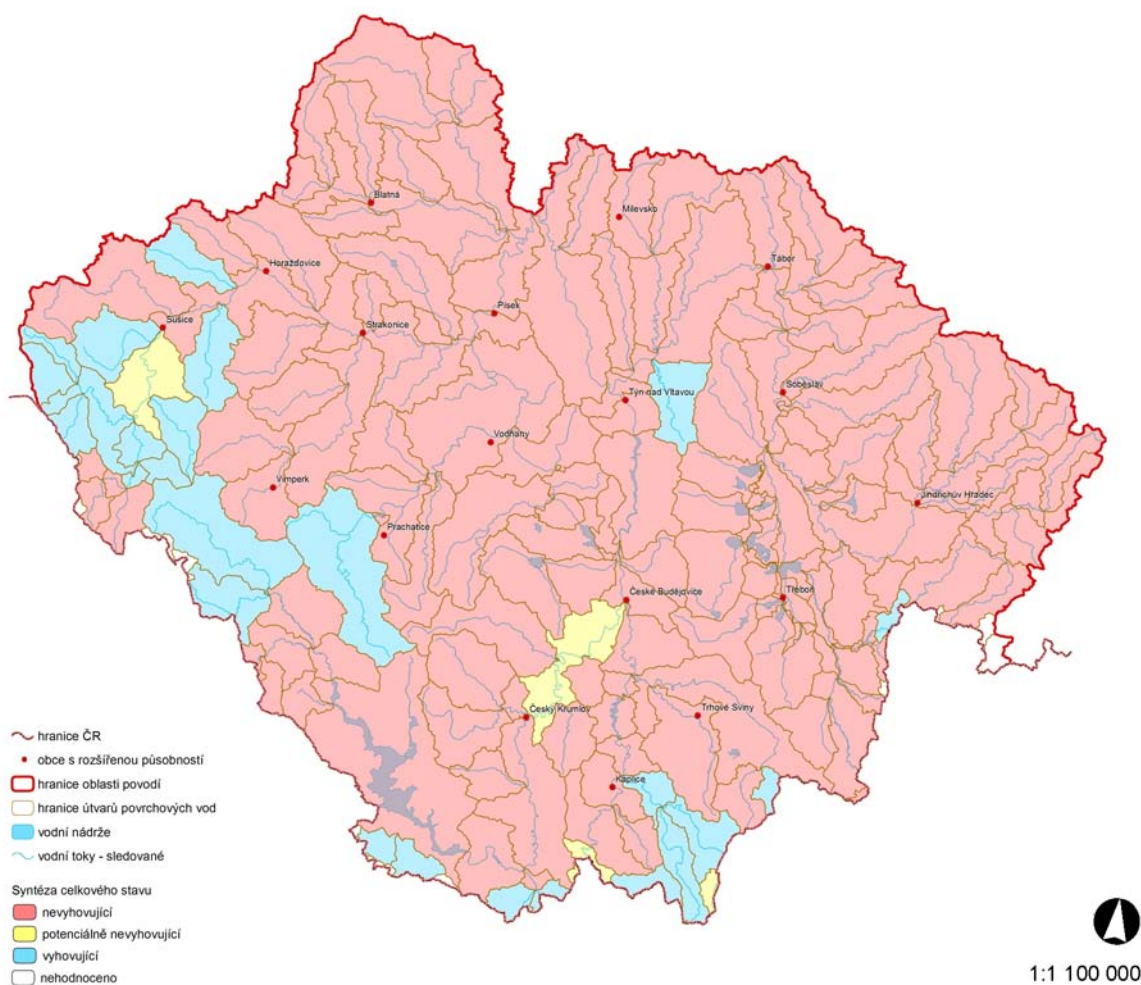 Blatná
Milevsko
Tábor
Horažďovice
Písek
Sušice
Strakonice
Soběslav
Týn nad Vltavou
Vodňany
Vimperk
Jindřichův Hradec
Prachatice
České Budějovice
Třeboň
Český Krumlov
Trhové Sviny
Kaplice
hranice ČR
obce s rozšířenou působností
hranice oblasti povodí
hranice útvarů povrchových vod
vodní nádrže
vodní toky - sledované
Syntéza celkového stavu
nevyhovující
potenciálně nevyhovující
vyhovující
nehodnoceno
1:1 100 000